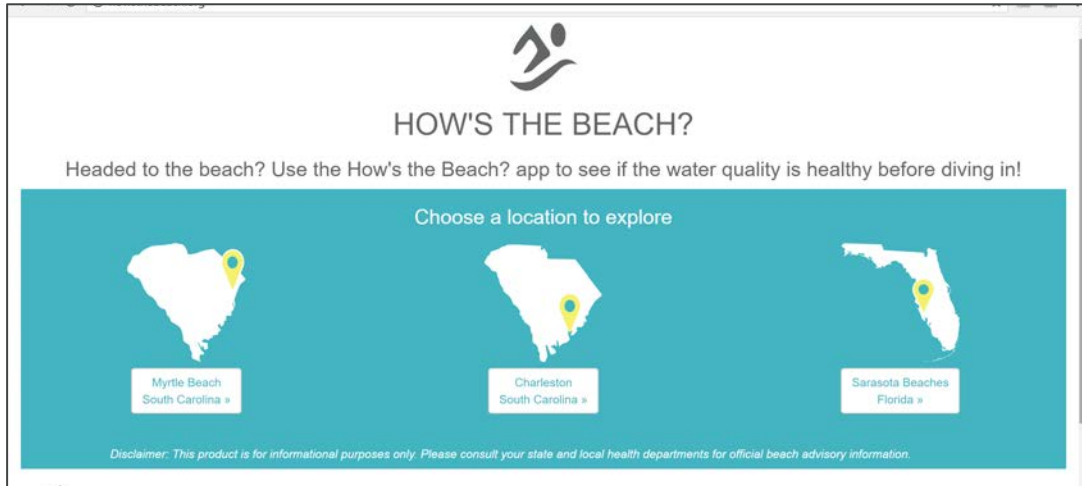 HOW'S THE BEACH?
Headed to the beach? Use the How's the Beach? app to see if the water quality is healthy before diving in!
Choose a location to explore
Myrtle Beach
South Carolina »
Charleston
South Carolina »
Sarasota Beaches
Florida »
Disclaimer: This product is for informational purposes only. Please consult your state and local health departments for official beach advisory information.